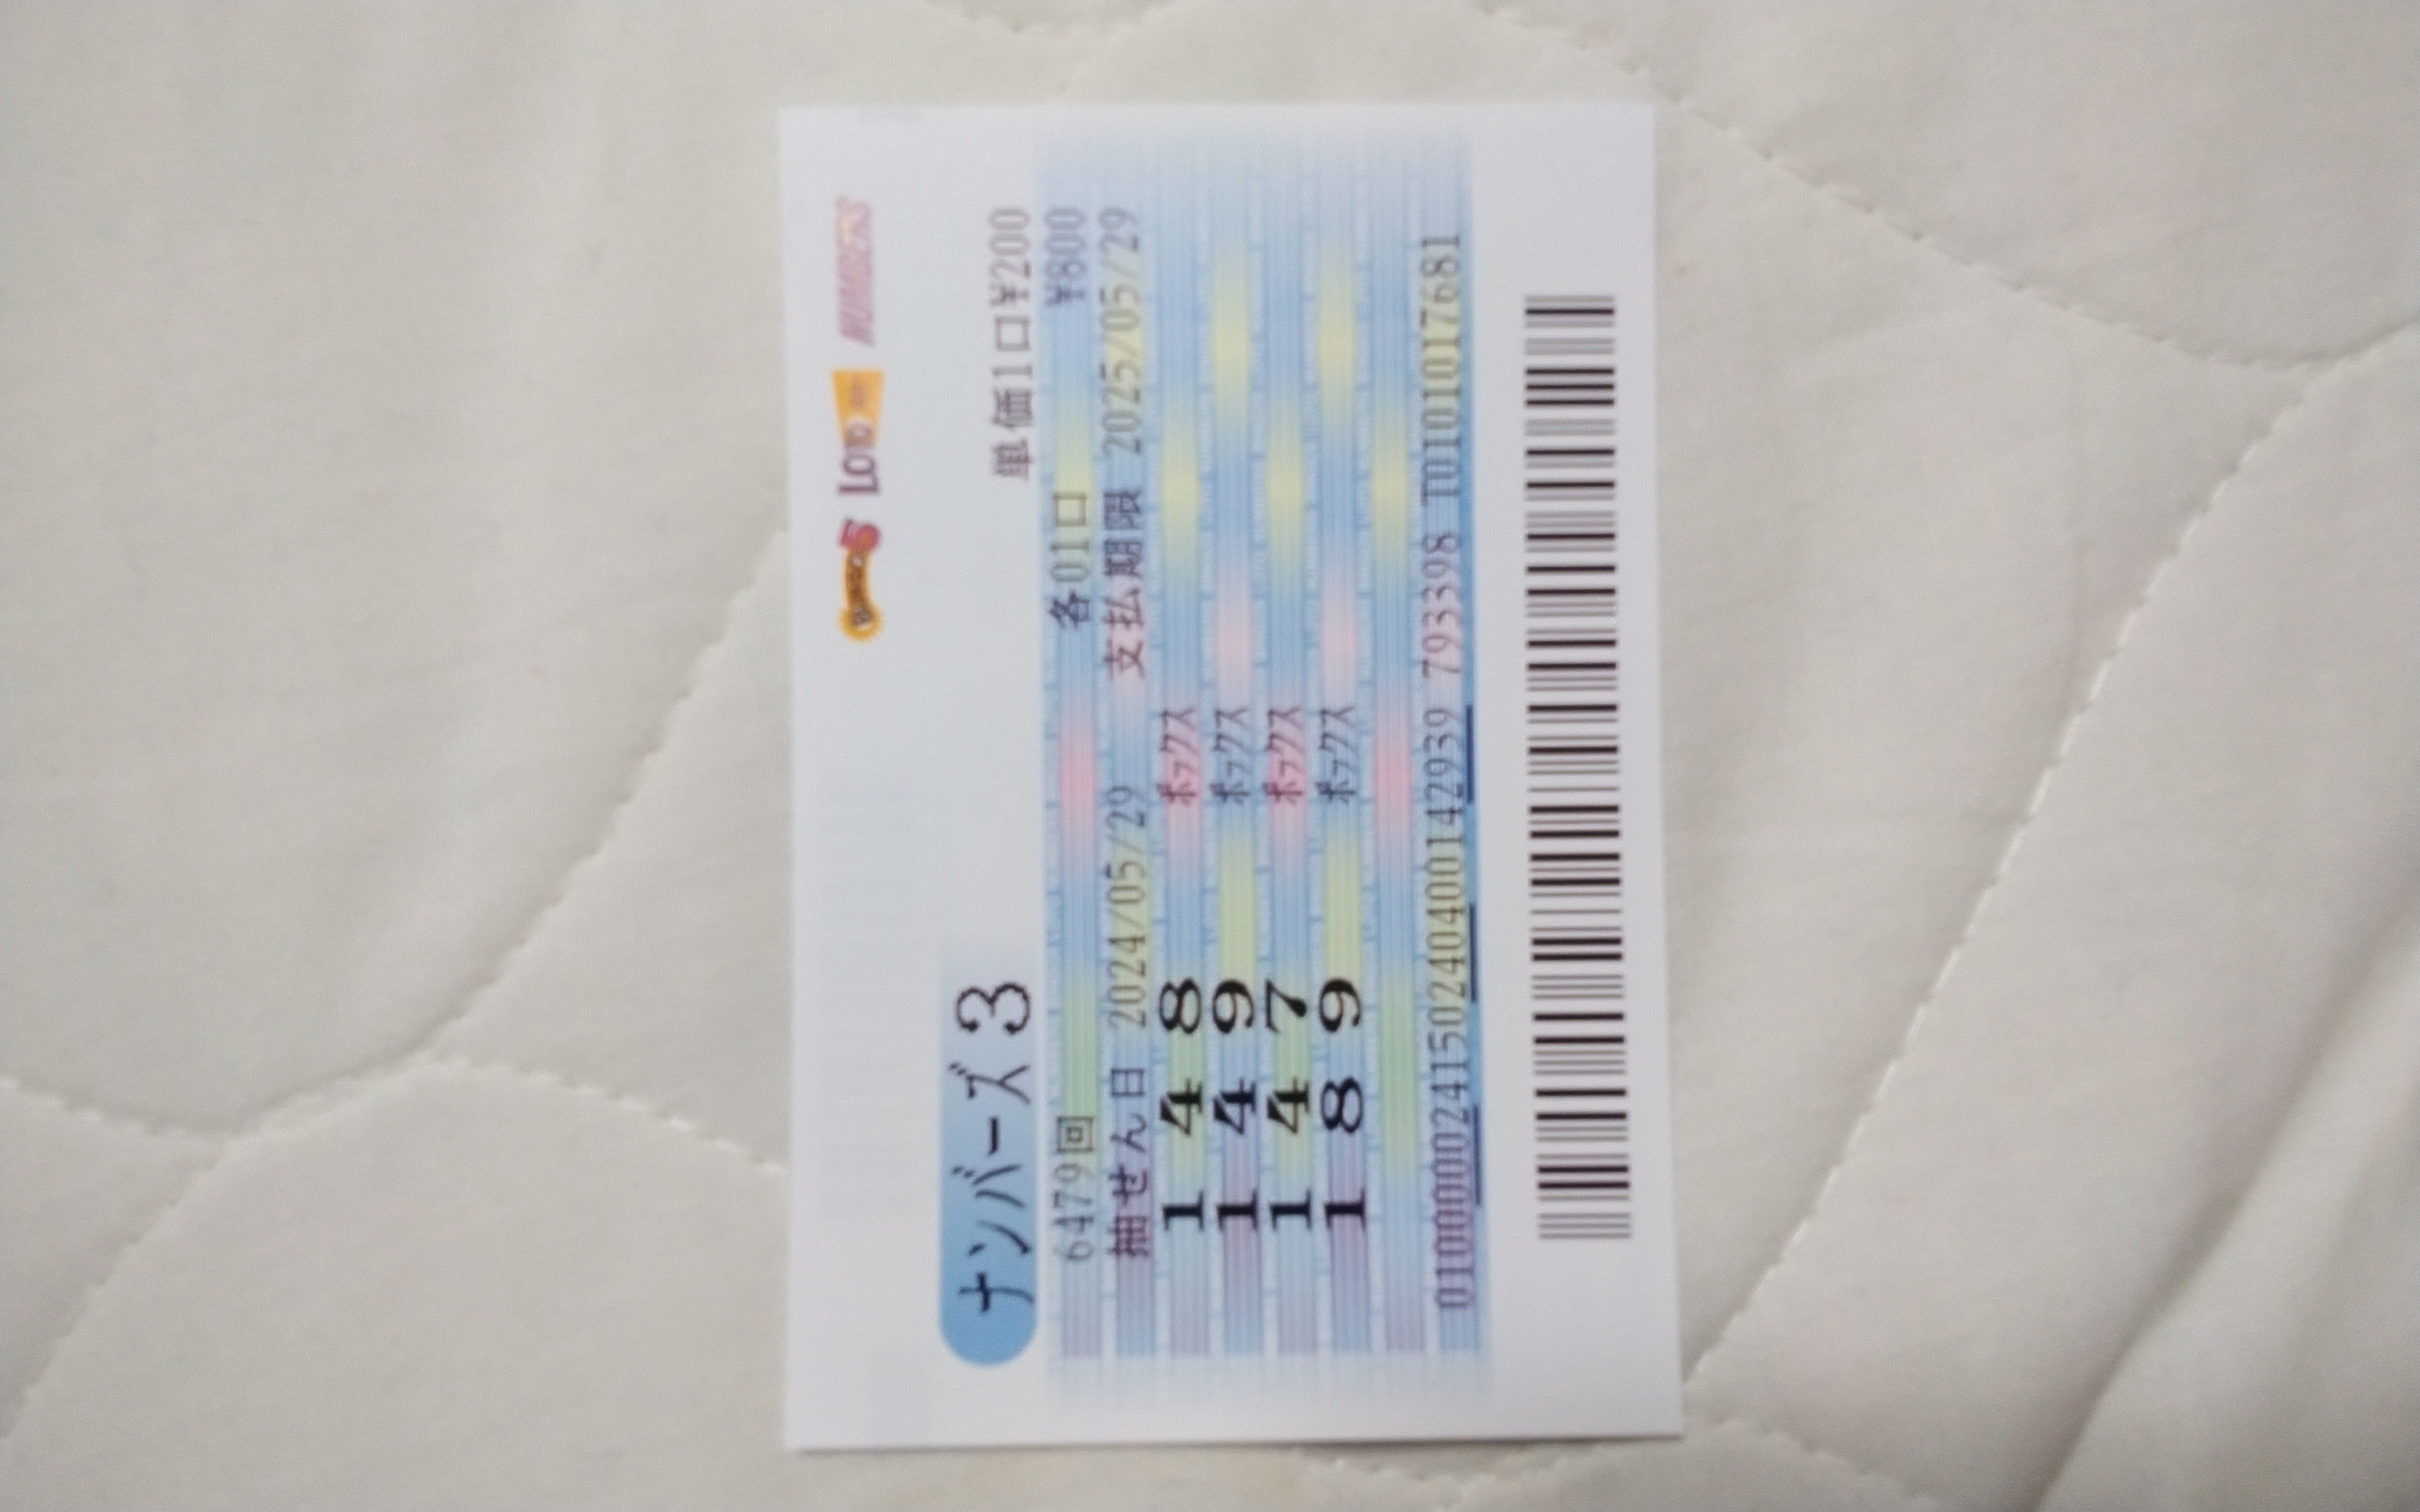 BINGO5 LOTO NUMBERS
ナンバーズ3
単価1口¥200
6479回 各01口 ¥800
抽せん日 2024/05/29 支払期限 2025/05/29
1 4 8 ボックス
1 4 9 ボックス
1 4 7 ボックス
1 8 9 ボックス